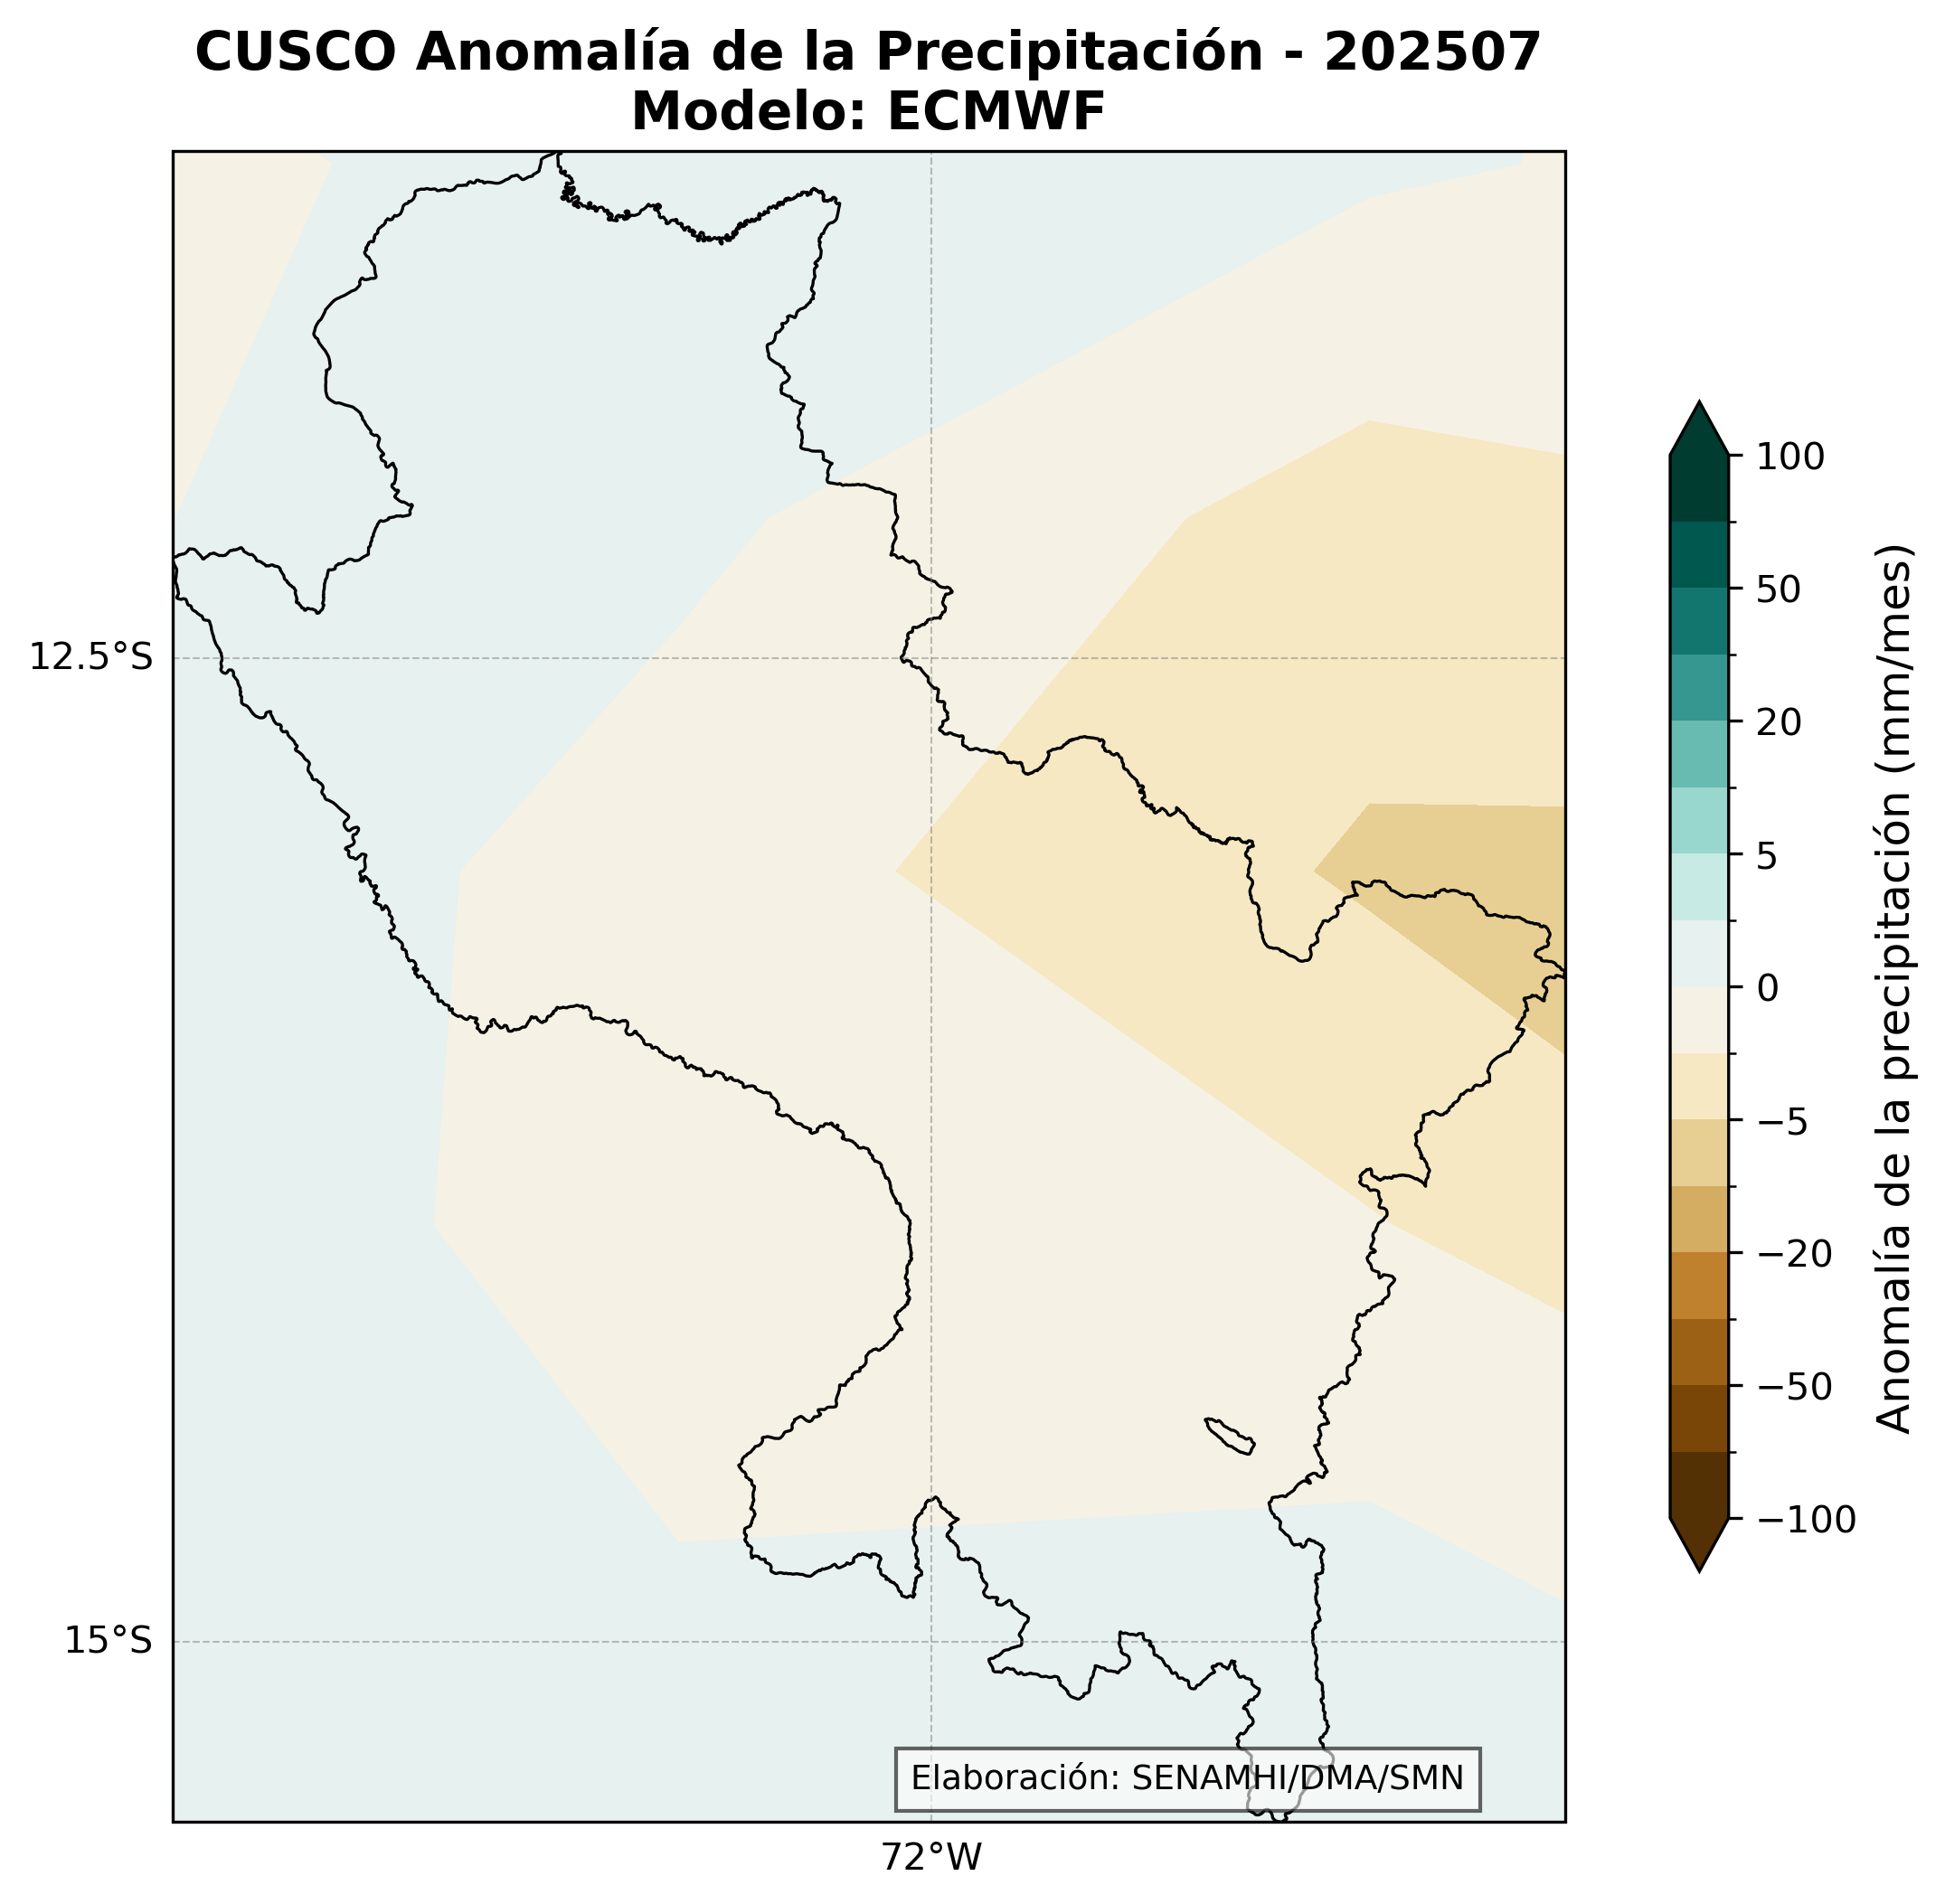 CUSCO Anomalía de la Precipitación - 202507
Modelo: ECMWF
12.5°S
15°S
72°W
Elaboración: SENAMHI/DMA/SMN
100
50
20
5
0
−5
−20
−50
−100
Anomalía de la precipitación (mm/mes)